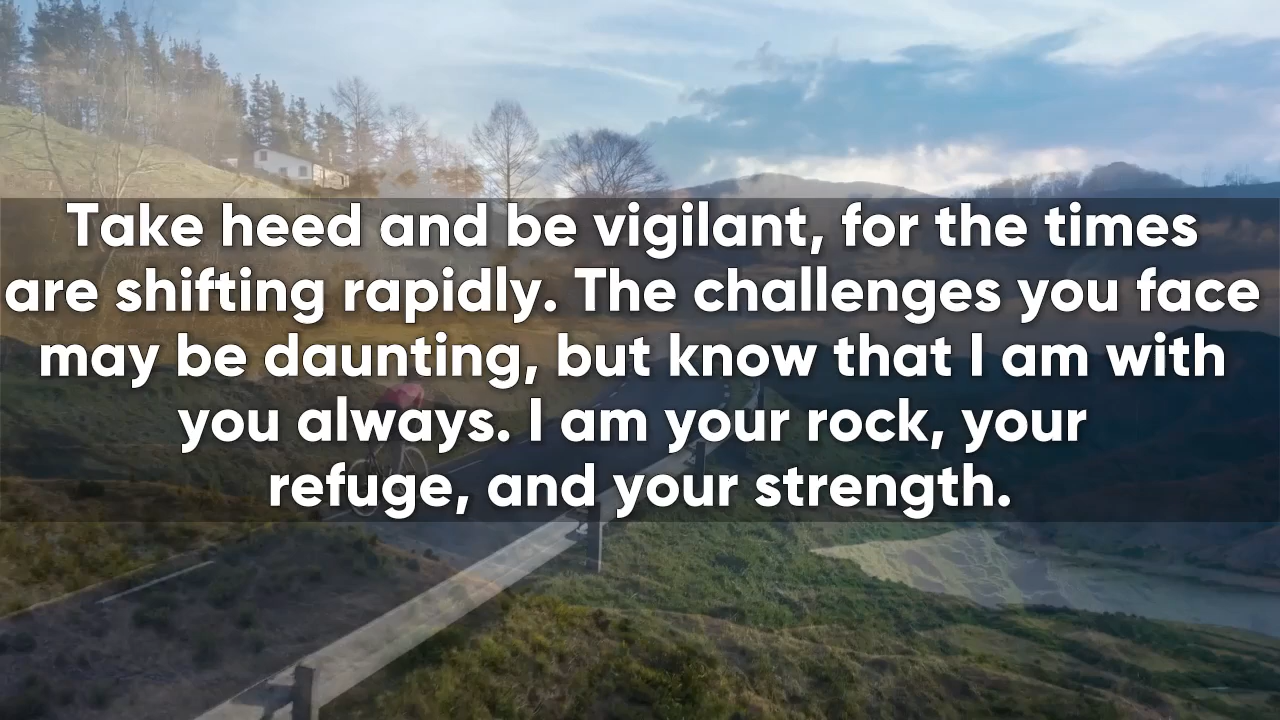 Take heed and be vigilant, for the times
are shifting rapidly. The challenges you face
may be daunting, but know that I am with
you always. I am your rock, your
refuge, and your strength.